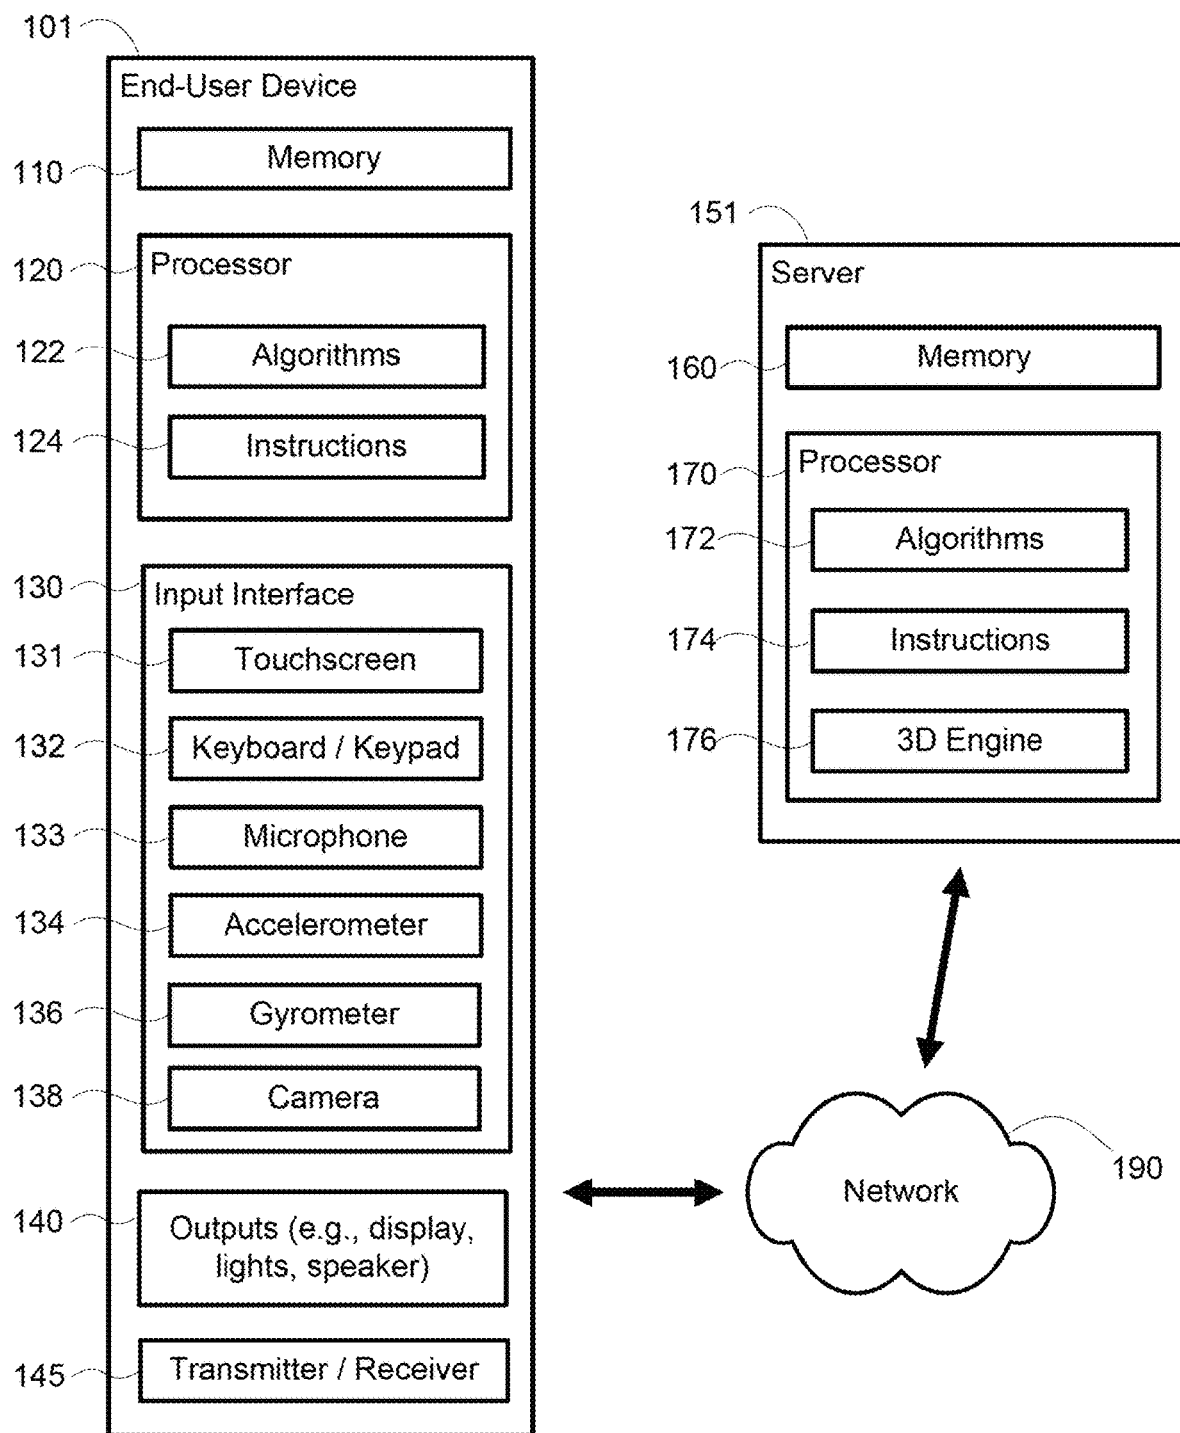 101
End-User Device
110
Memory
120
Processor
122
Algorithms
124
Instructions
130
Input Interface
131
Touchscreen
132
Keyboard / Keypad
133
Microphone
134
Accelerometer
136
Gyrometer
138
Camera
140
Outputs (e.g., display,
lights, speaker)
145
Transmitter / Receiver
151
Server
160
Memory
170
Processor
172
Algorithms
174
Instructions
176
3D Engine
190
Network